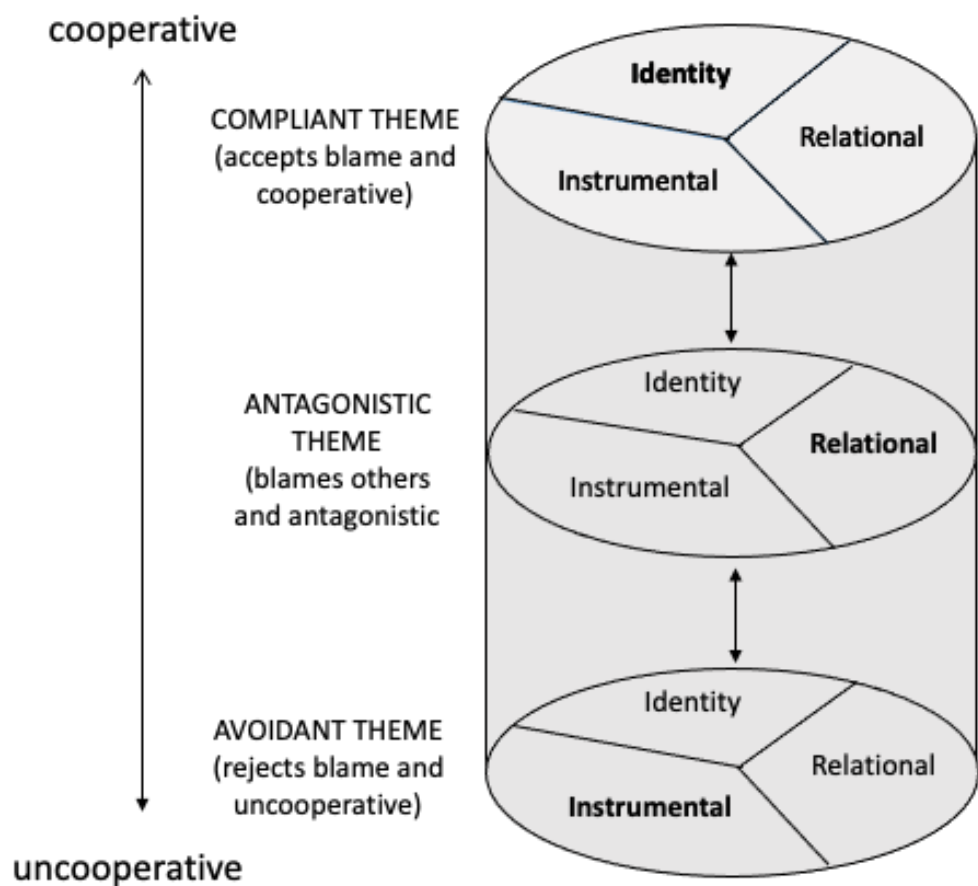 cooperative
COMPLIANT THEME
(accepts blame and
cooperative)
Identity
Relational
Instrumental
ANTAGONISTIC
THEME
(blames others
and antagonistic
Identity
Relational
Instrumental
AVOIDANT THEME
(rejects blame and
uncooperative)
Identity
Relational
Instrumental
uncooperative